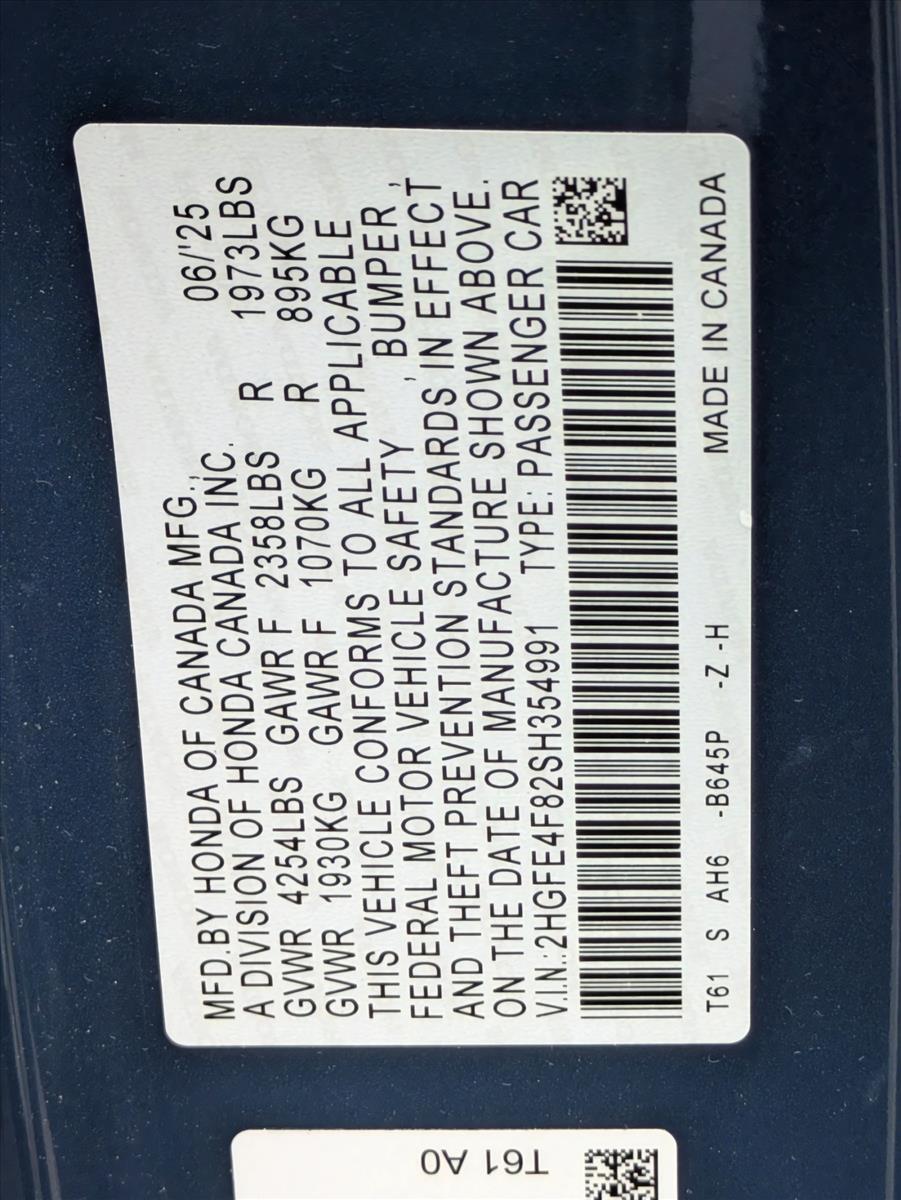 MFD.BY HONDA OF CANADA MFG., 06/'25
A DIVISION OF HONDA CANADA INC.
GVWR 4254LBS GAWR F 2358LBS R 1973LBS
GVWR 1930KG GAWR F 1070KG R 895KG
THIS VEHICLE CONFORMS TO ALL APPLICABLE
FEDERAL MOTOR VEHICLE SAFETY , BUMPER ,
AND THEFT PREVENTION STANDARDS IN EFFECT
ON THE DATE OF MANUFACTURE SHOWN ABOVE.
V.I.N.:2HGFE4F82SH354991 TYPE: PASSENGER CAR
T61 S AH6 -B645P -Z -H MADE IN CANADA
T61 A0